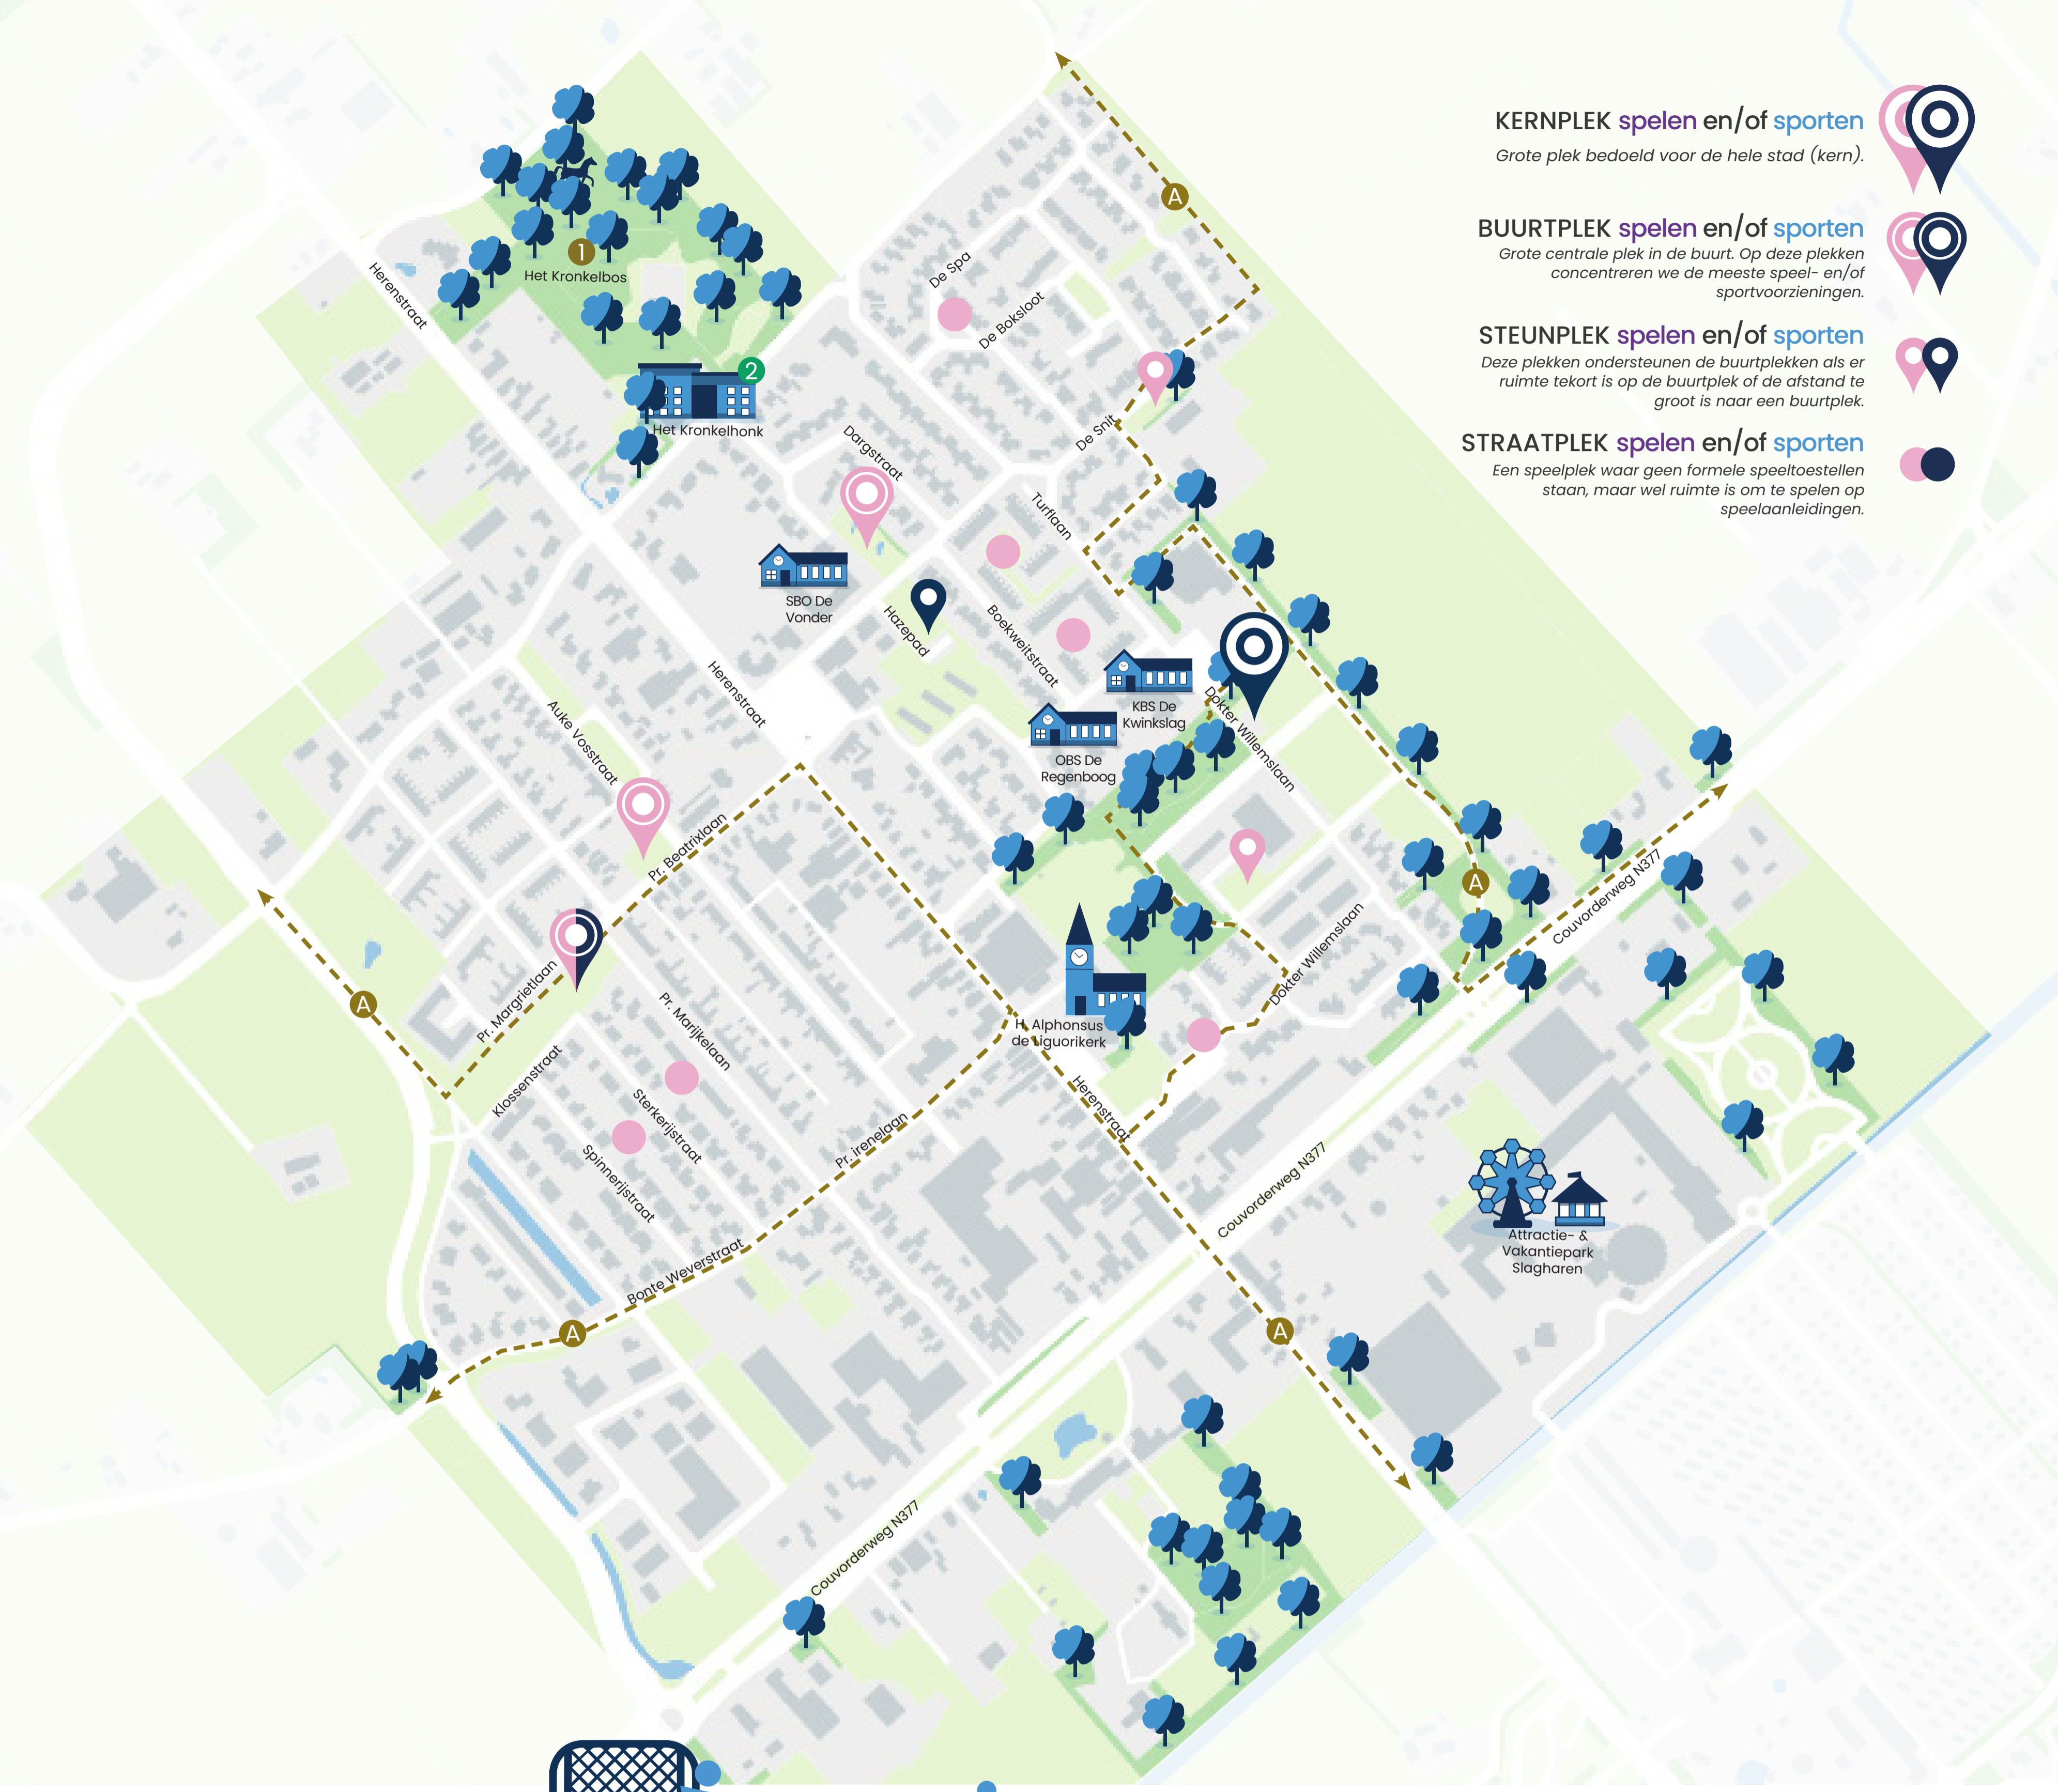 KERNPLEK spelen en/of sporten
Grote plek bedoeld voor de hele stad (kern).
BUURTPLEK spelen en/of sporten
Grote centrale plek in de buurt. Op deze plekken
concentreren we de meeste speel- en/of
sportvoorzieningen.
STEUNPLEK spelen en/of sporten
Deze plekken ondersteunen de buurtplekken als er
ruimte tekort is op de buurtplek of de afstand te
groot is naar een buurtplek.
STRAATPLEK spelen en/of sporten
Een speelplek waar geen formele speeltoestellen
staan, maar wel ruimte is om te spelen op
speelaanleidingen.
A
1
Het Kronkelbos
Herenstraat
De Spa
De Boksloot
2
Het Kronkelhonk
Dargstraat
De Snit
Turflaan
SBO De
Vonder
Hazepad
Boekweitstraat
KBS De
Kwinkslag
OBS De
Regenboog
Dokter Willemslaan
Herenstraat
Auke Vosstraat
Pr. Beatrixlaan
A
Couvorderweg N377
Dokter Willemslaan
Pr. Margrietlaan
A
Pr. Marijkelaan
H. Alphonsus
de Liguorikerk
Klossenstraat
Sterkerijstraat
Spinnerijstraat
Herenstraat
Pr. Irenelaan
Couvorderweg N377
Attractie- &
Vakantiepark
Slagharen
Bonte Weverstraat
A
A
Couvorderweg N377